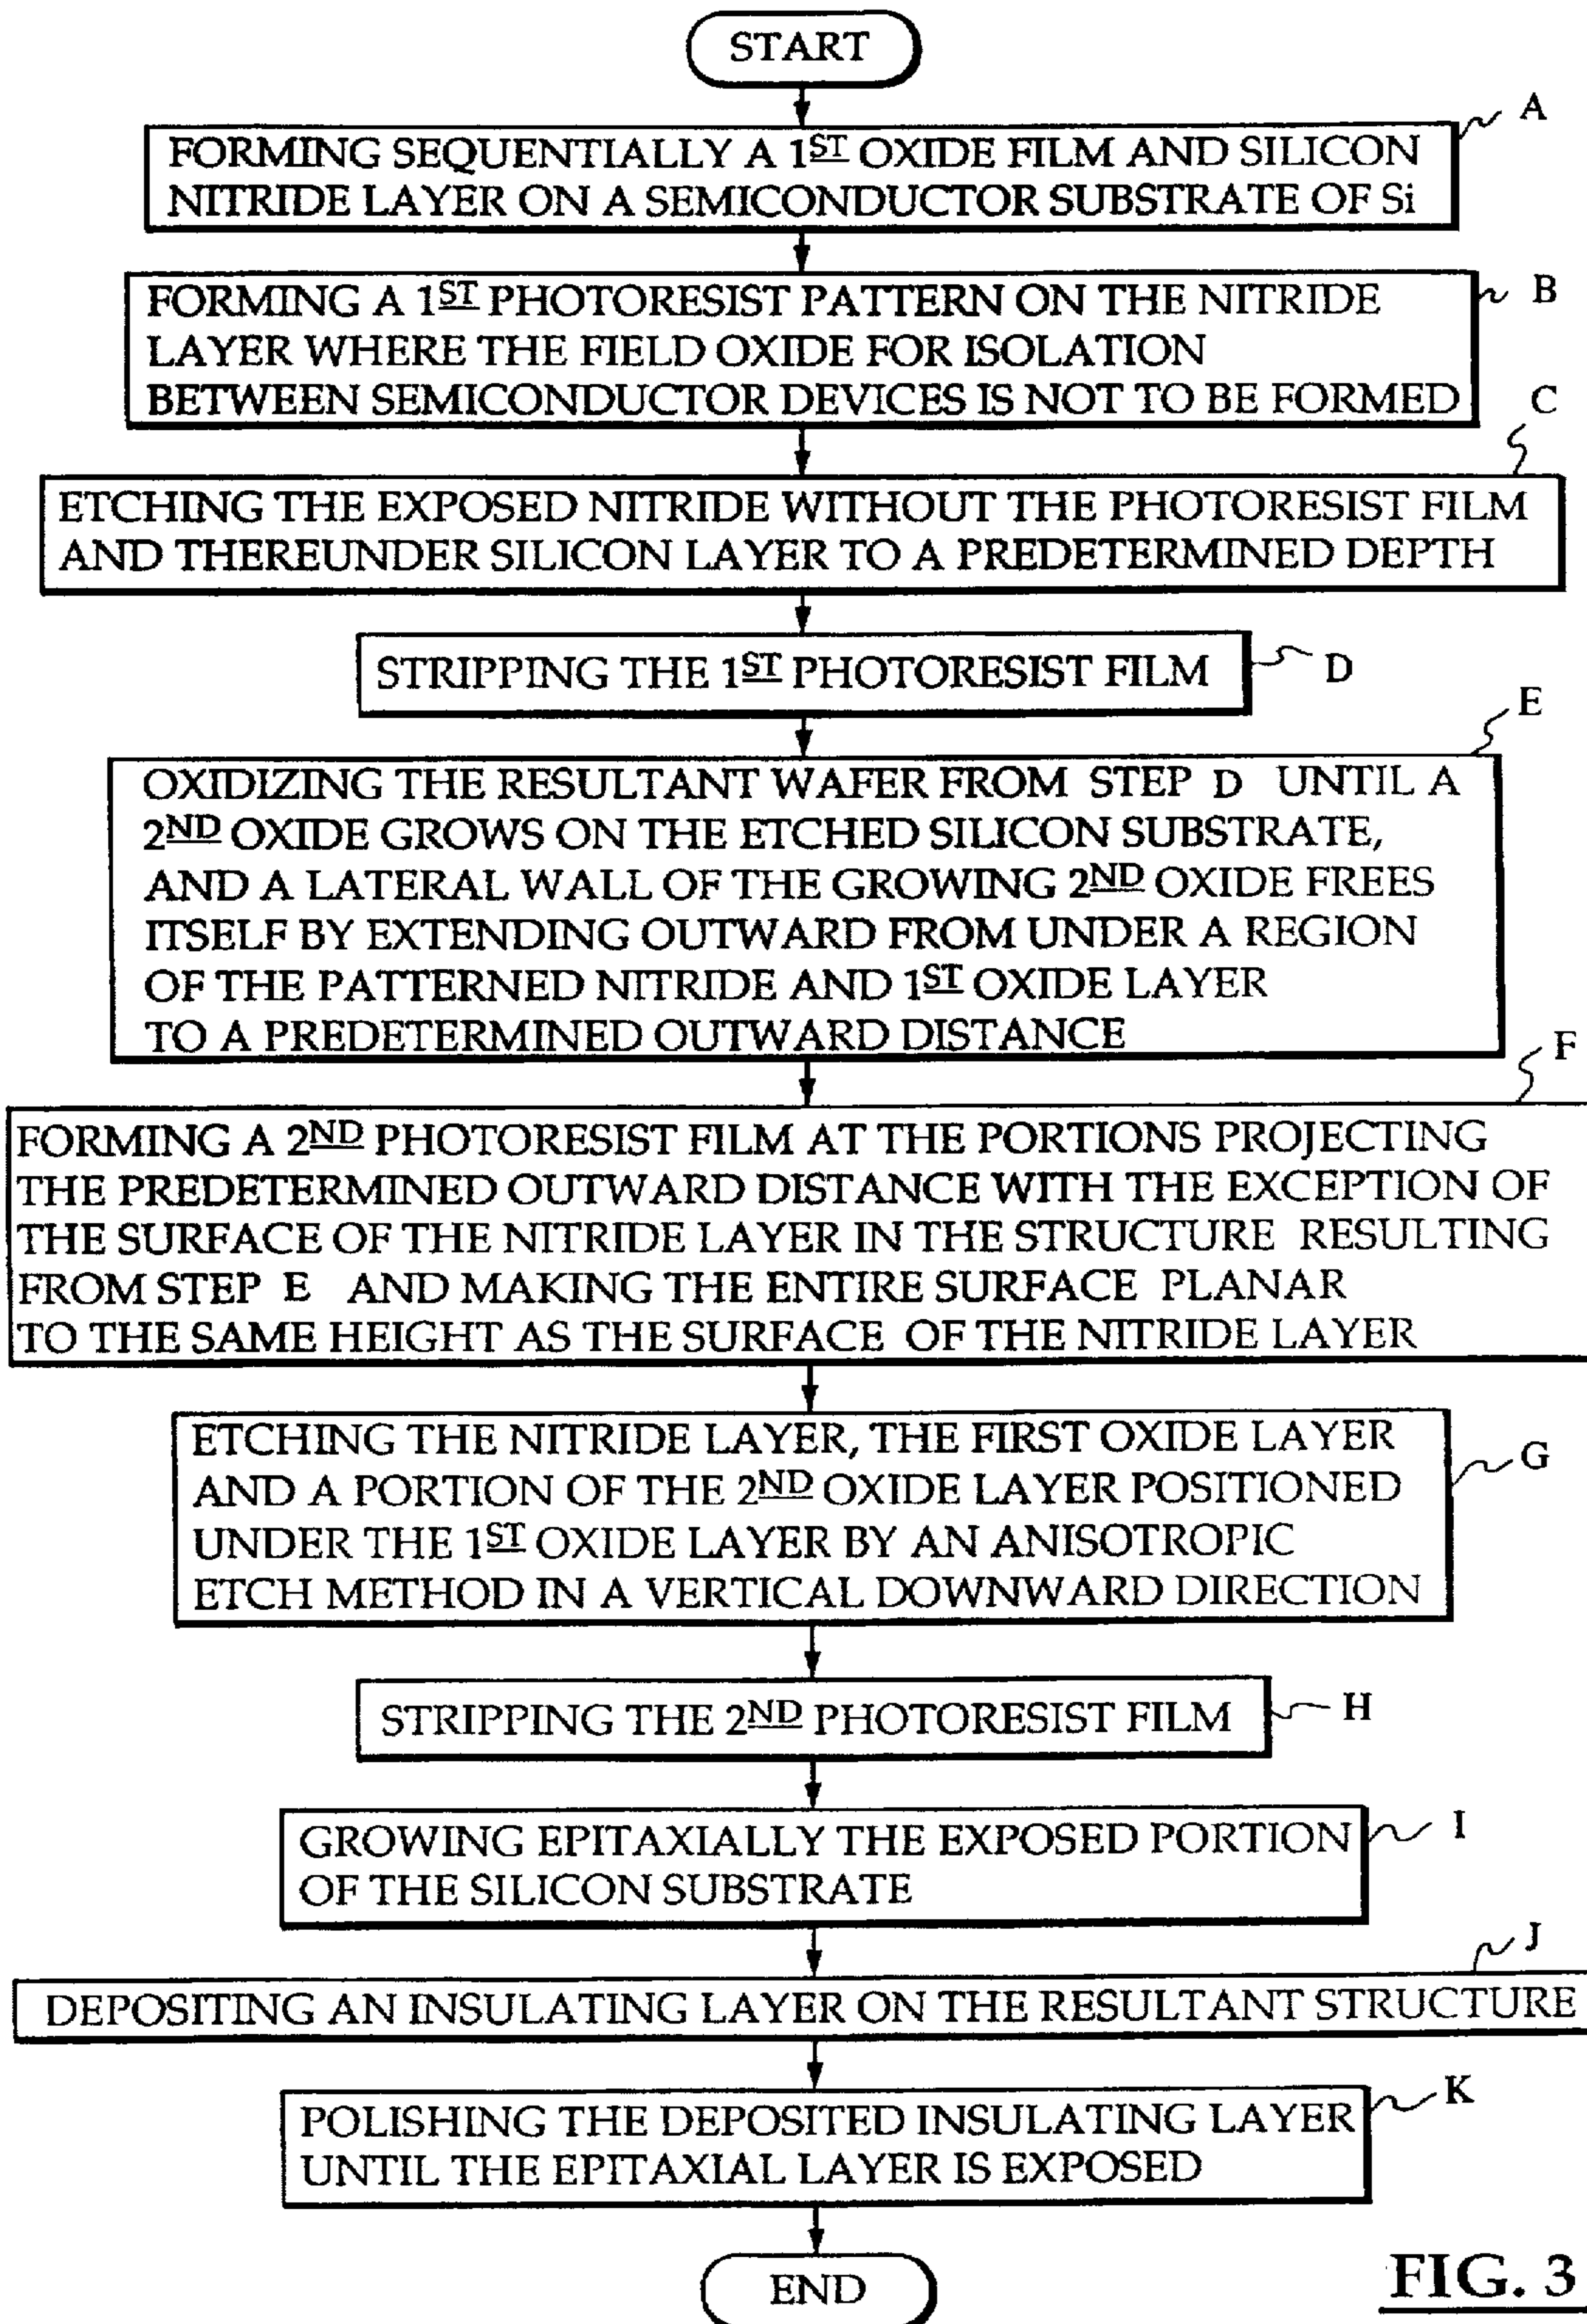 START
A
FORMING SEQUENTIALLY A 1ST OXIDE FILM AND SILICON
NITRIDE LAYER ON A SEMICONDUCTOR SUBSTRATE OF Si
B
FORMING A 1ST PHOTORESIST PATTERN ON THE NITRIDE
LAYER WHERE THE FIELD OXIDE FOR ISOLATION
BETWEEN SEMICONDUCTOR DEVICES IS NOT TO BE FORMED
C
ETCHING THE EXPOSED NITRIDE WITHOUT THE PHOTORESIST FILM
AND THEREUNDER SILICON LAYER TO A PREDETERMINED DEPTH
STRIPPING THE 1ST PHOTORESIST FILM
D
E
OXIDIZING THE RESULTANT WAFER FROM STEP D UNTIL A
2ND OXIDE GROWS ON THE ETCHED SILICON SUBSTRATE,
AND A LATERAL WALL OF THE GROWING 2ND OXIDE FREES
ITSELF BY EXTENDING OUTWARD FROM UNDER A REGION
OF THE PATTERNED NITRIDE AND 1ST OXIDE LAYER
TO A PREDETERMINED OUTWARD DISTANCE
F
FORMING A 2ND PHOTORESIST FILM AT THE PORTIONS PROJECTING
THE PREDETERMINED OUTWARD DISTANCE WITH THE EXCEPTION OF
THE SURFACE OF THE NITRIDE LAYER IN THE STRUCTURE RESULTING
FROM STEP E AND MAKING THE ENTIRE SURFACE PLANAR
TO THE SAME HEIGHT AS THE SURFACE OF THE NITRIDE LAYER
ETCHING THE NITRIDE LAYER, THE FIRST OXIDE LAYER
AND A PORTION OF THE 2ND OXIDE LAYER POSITIONED
UNDER THE 1ST OXIDE LAYER BY AN ANISOTROPIC
ETCH METHOD IN A VERTICAL DOWNWARD DIRECTION
G
STRIPPING THE 2ND PHOTORESIST FILM
H
GROWING EPITAXIALLY THE EXPOSED PORTION
OF THE SILICON SUBSTRATE
I
J
DEPOSITING AN INSULATING LAYER ON THE RESULTANT STRUCTURE
K
POLISHING THE DEPOSITED INSULATING LAYER
UNTIL THE EPITAXIAL LAYER IS EXPOSED
END
FIG. 3